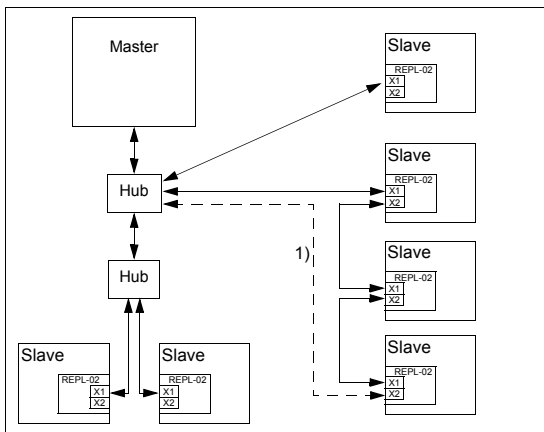 Master
Slave
REPL-02
X1
X2
Slave
REPL-02
X1
X2
Hub
1)
Slave
REPL-02
X1
X2
Hub
Slave
REPL-02
X1
X2
Slave
REPL-02
X1
X2
Slave
REPL-02
X1
X2